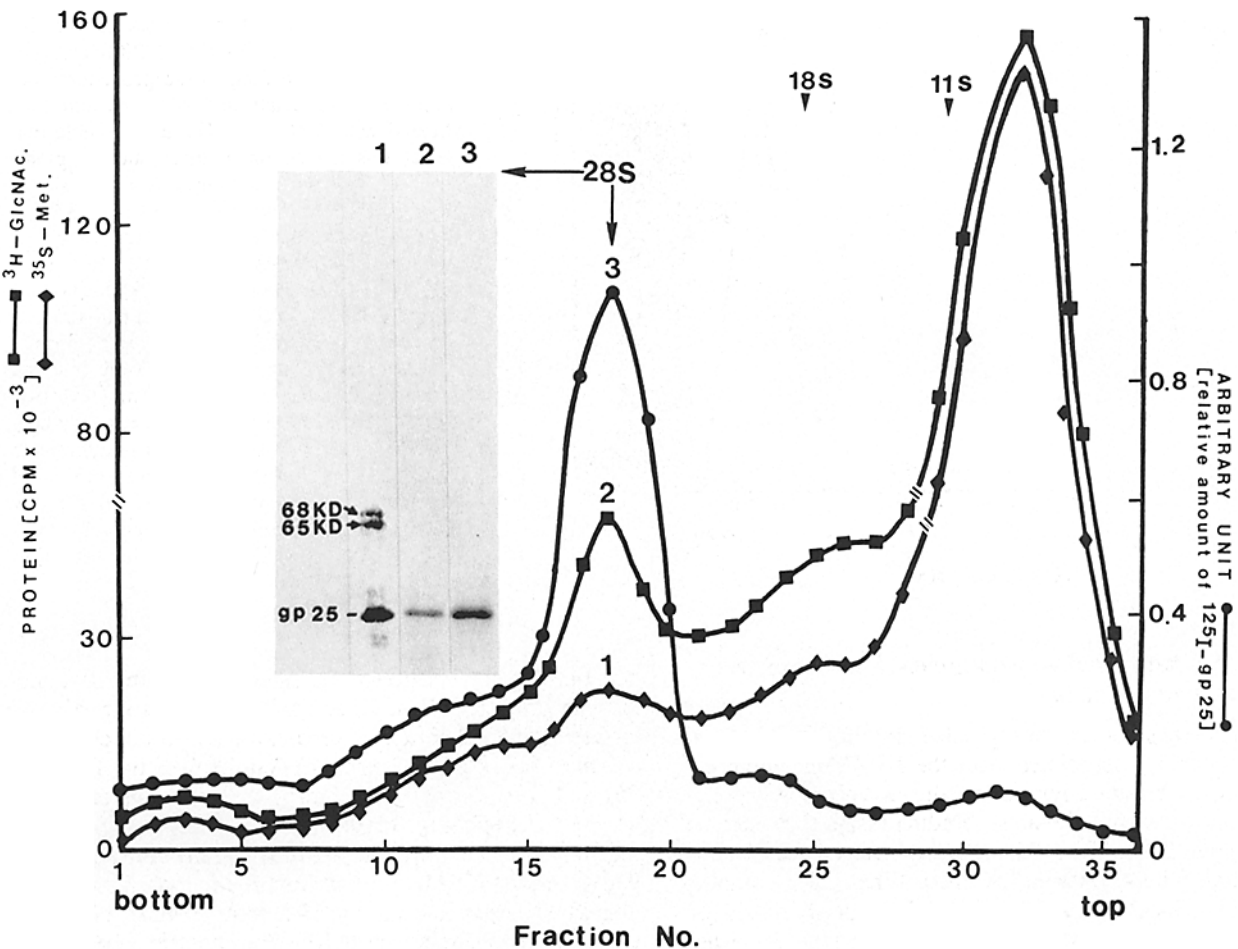 160
120
80
30
0
PROTEIN [CPM x 10⁻³]
³H-GlcNAc.
³⁵S-Met.
1 2 3
28S
68KD
65KD
gp 25
3
2
1
18S
11S
1.2
0.8
0.4
0
ARBITRARY UNIT
[relative amount of ¹²⁵I-gp25]
1 5 10 15 20 25 30 35
bottom
top
Fraction No.